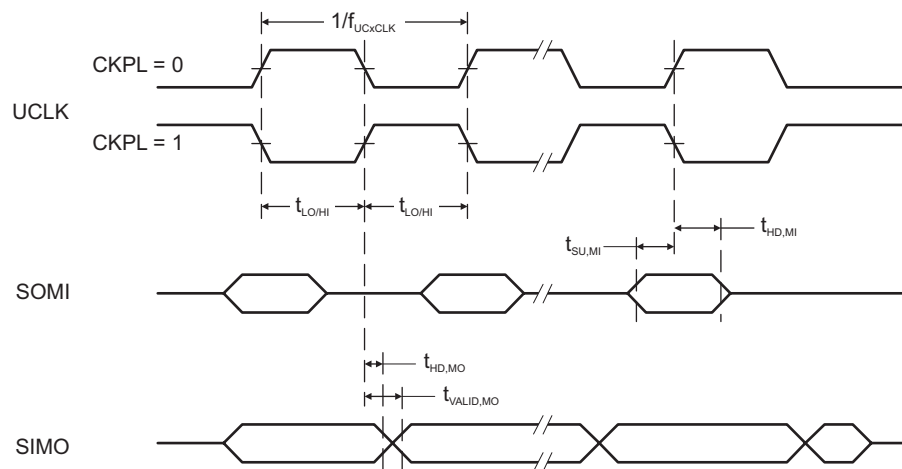 1/fUCxCLK
CKPL = 0
UCLK
CKPL = 1
tLO/HI tLO/HI
tHD,MI
tSU,MI
SOMI
tHD,MO
tVALID,MO
SIMO